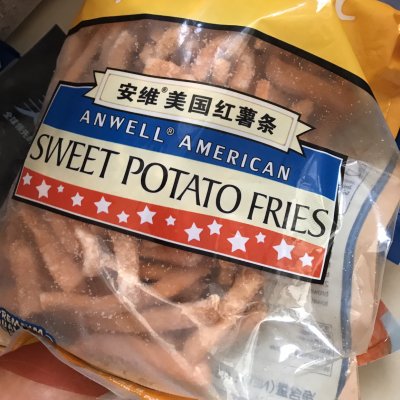 安维®美国红薯条
ANWELL® AMERICAN
SWEET POTATO FRIES